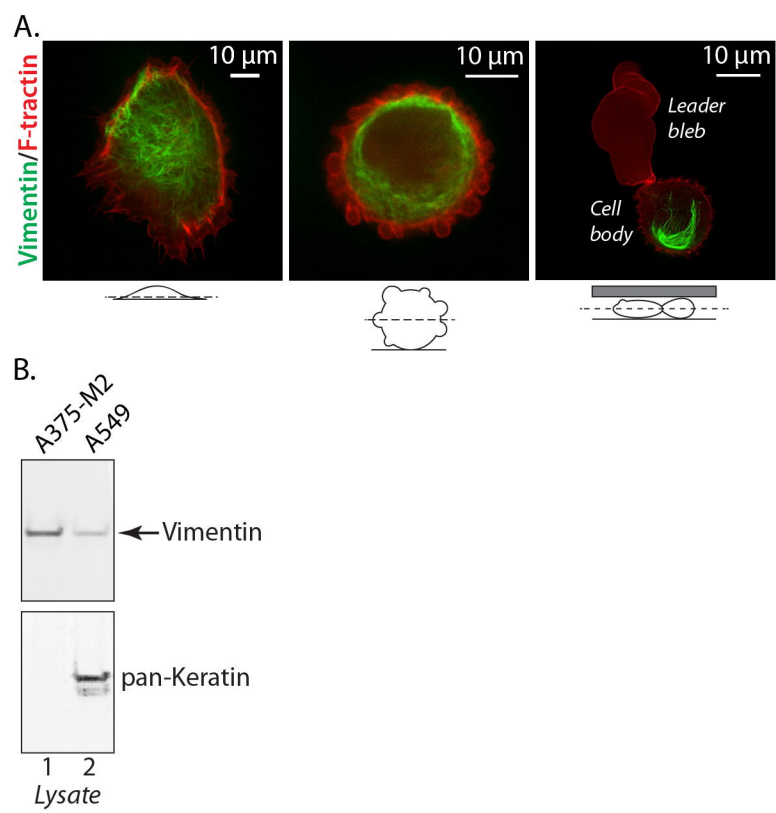 A.
Vimentin/F-tractin
10 μm
10 μm
10 μm
Leader
bleb
Cell
body
B.
A375-M2
A549
Vimentin
pan-Keratin
1 2
Lysate